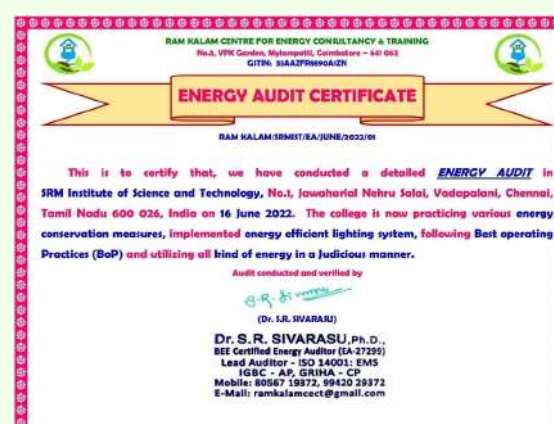 RAM KALAM CENTRE FOR ENERGY CONSULTANCY & TRAINING
No.2, VPK Garden, Mylampatti, Coimbatore – 641 062
GITIN: 33AAZFR8890A1ZN
ENERGY AUDIT CERTIFICATE
RAM KALAM/SRMIST/EA/JUNE/2022/01
This is to certify that, we have conducted a detailed ENERGY AUDIT in
SRM Institute of Science and Technology, No.1, Jawaharlal Nehru Salai, Vadapalani, Chennai,
Tamil Nadu 600 026, India on 16 June 2022. The college is now practicing various energy
conservation measures, implemented energy efficient lighting system, following Best operating
Practices (BoP) and utilizing all kind of energy in a Judicious manner.
Audit conducted and verified by
(Dr. S.R. SIVARASU)
Dr. S. R. SIVARASU, Ph.D.,
BEE Certified Energy Auditor (EA-27299)
Lead Auditor - ISO 14001: EMS
IGBC - AP, GRIHA - CP
Mobile: 80567 19372, 99420 29372
E-Mail: ramkalamcect@gmail.com